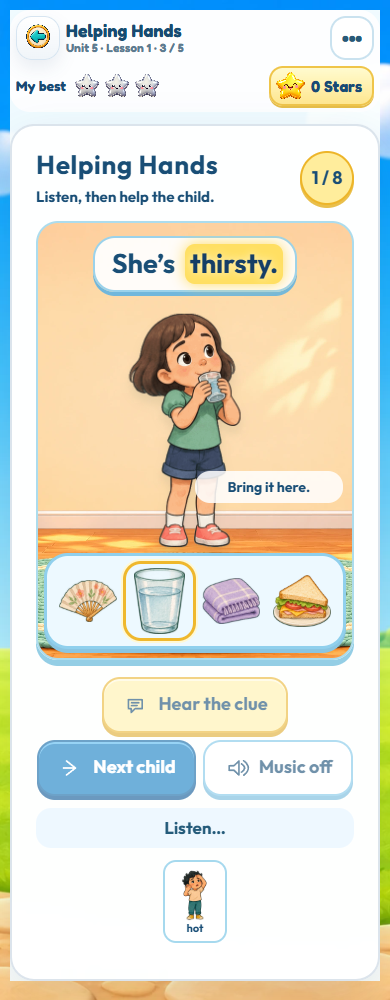 Helping Hands
Unit 5 · Lesson 1 · 3 / 5
My best
0 Stars
Helping Hands
Listen, then help the child.
1 / 8
She's thirsty.
Bring it here.
Hear the clue
Next child
Music off
Listen...
hot